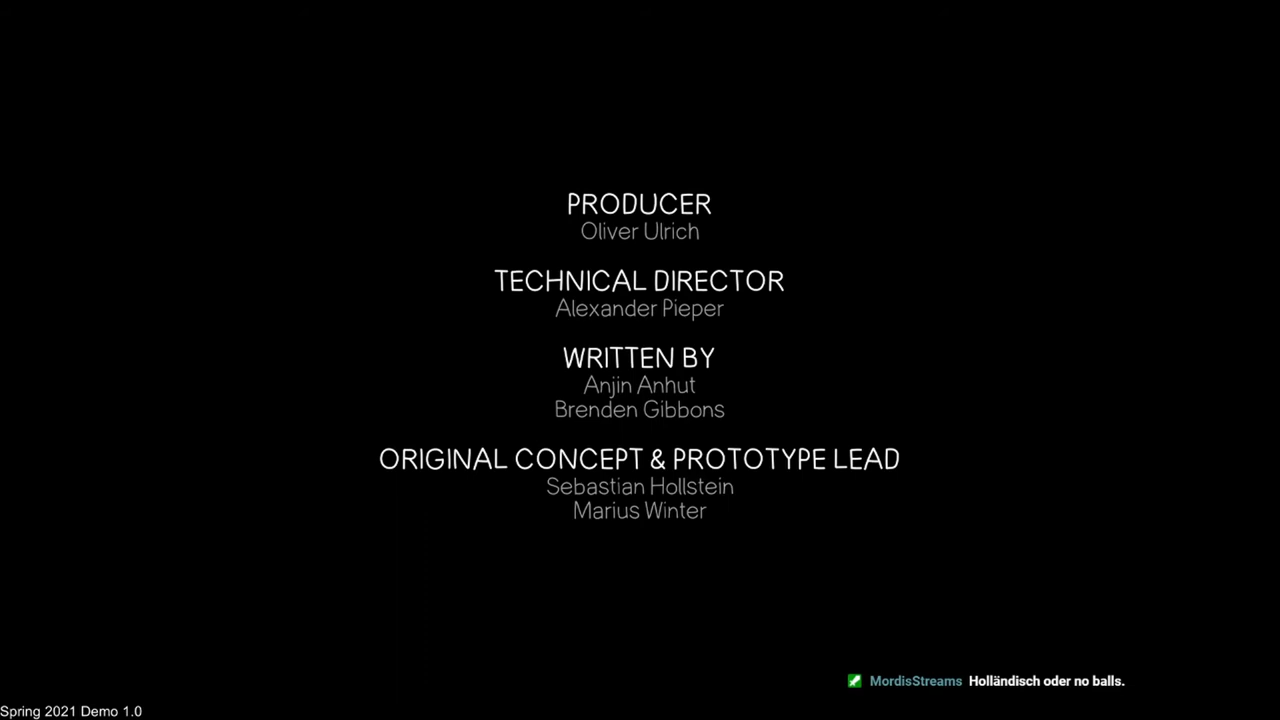 PRODUCER
Oliver Ulrich
TECHNICAL DIRECTOR
Alexander Pieper
WRITTEN BY
Anjin Anhut
Brenden Gibbons
ORIGINAL CONCEPT & PROTOTYPE LEAD
Sebastian Hollstein
Marius Winter
MordisStreams Holländisch oder no balls.
Spring 2021 Demo 1.0